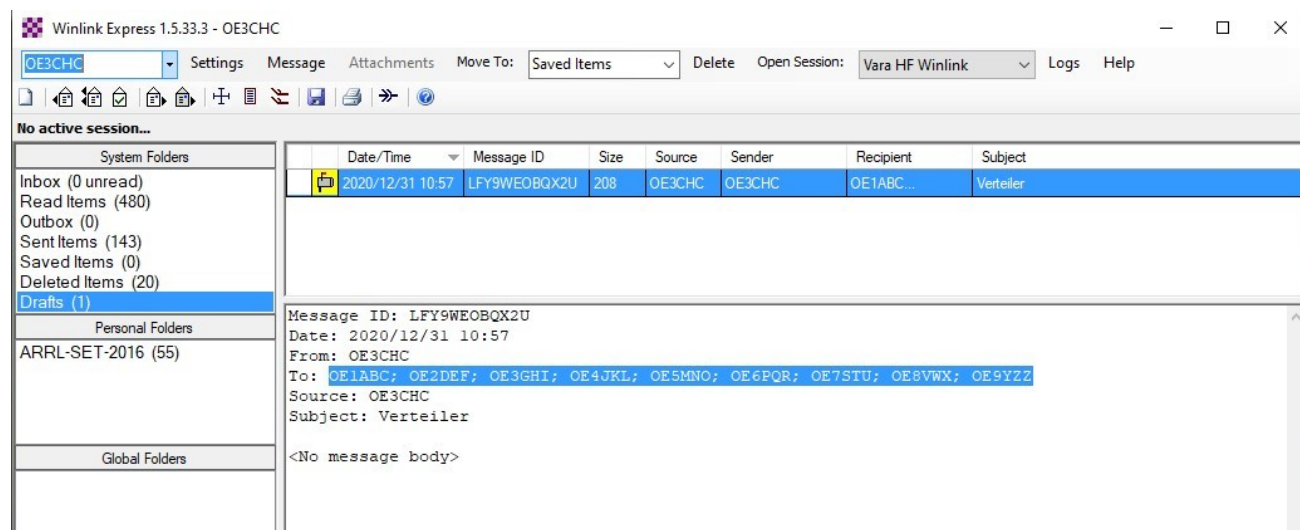 Winlink Express 1.5.33.3 - OE3CHC
OE3CHC Settings Message Attachments Move To: Saved Items Delete Open Session: Vara HF Winlink Logs Help
No active session...
System Folders
Inbox (0 unread)
Read Items (480)
Outbox (0)
Sent Items (143)
Saved Items (0)
Deleted Items (20)
Drafts (1)
Personal Folders
ARRL-SET-2016 (55)
Global Folders
Date/Time Message ID Size Source Sender Recipient Subject
2020/12/31 10:57 LFY9WEOBQX2U 208 OE3CHC OE3CHC OE1ABC... Verteiler
Message ID: LFY9WEOBQX2U
Date: 2020/12/31 10:57
From: OE3CHC
To: OE1ABC; OE2DEF; OE3GHI; OE4JKL; OE5MNO; OE6PQR; OE7STU; OE8VWX; OE9YZZ
Source: OE3CHC
Subject: Verteiler
<No message body>